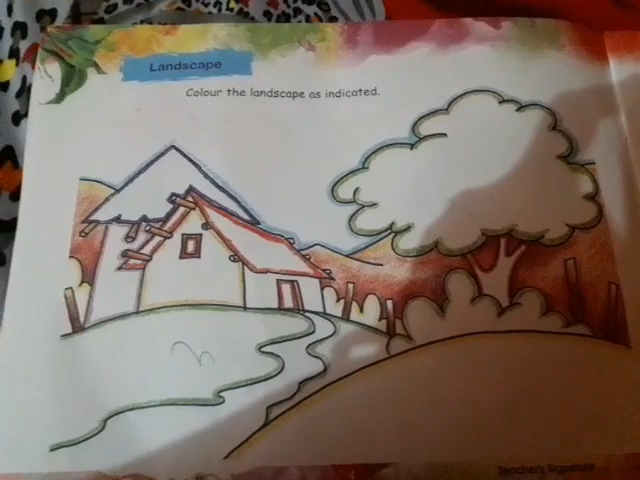 Landscape
Colour the landscape as indicated.
Teacher's Signature